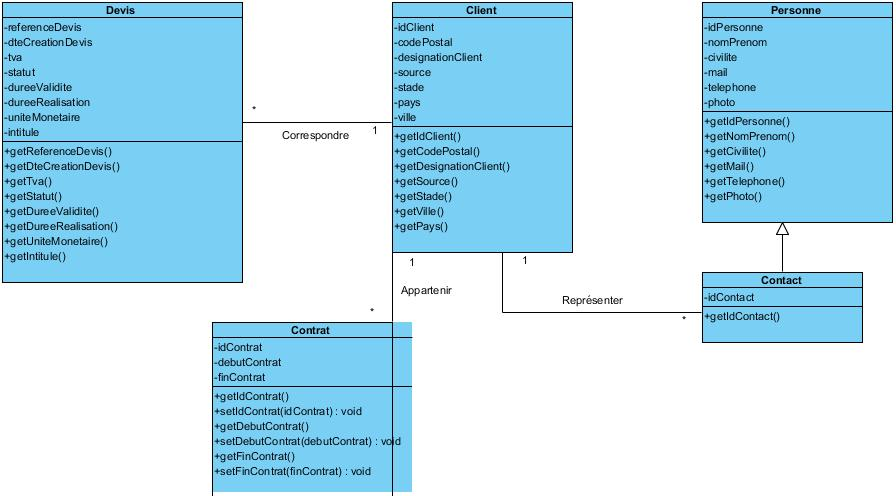 Devis
-referenceDevis
-dteCreationDevis
-tva
-statut
-dureeValidite
-dureeRealisation
-uniteMonetaire
-intitule
+getReferenceDevis()
+getDteCreationDevis()
+getTva()
+getStatut()
+getDureeValidite()
+getDureeRealisation()
+getUniteMonetaire()
+getIntitule()
*
Correspondre
1
Client
-idClient
-codePostal
-designationClient
-source
-stade
-pays
-ville
+getIdClient()
+getCodePostal()
+getDesignationClient()
+getSource()
+getStade()
+getVille()
+getPays()
Personne
-idPersonne
-nomPrenom
-civilite
-mail
-telephone
-photo
+getIdPersonne()
+getNomPrenom()
+getCivilite()
+getMail()
+getTelephone()
+getPhoto()
1
Appartenir
*
1
Représenter
*
Contact
-idContact
+getIdContact()
Contrat
-idContrat
-debutContrat
-finContrat
+getIdContrat()
+setIdContrat(idContrat) : void
+getDebutContrat()
+setDebutContrat(debutContrat) : void
+getFinContrat()
+setFinContrat(finContrat) : void